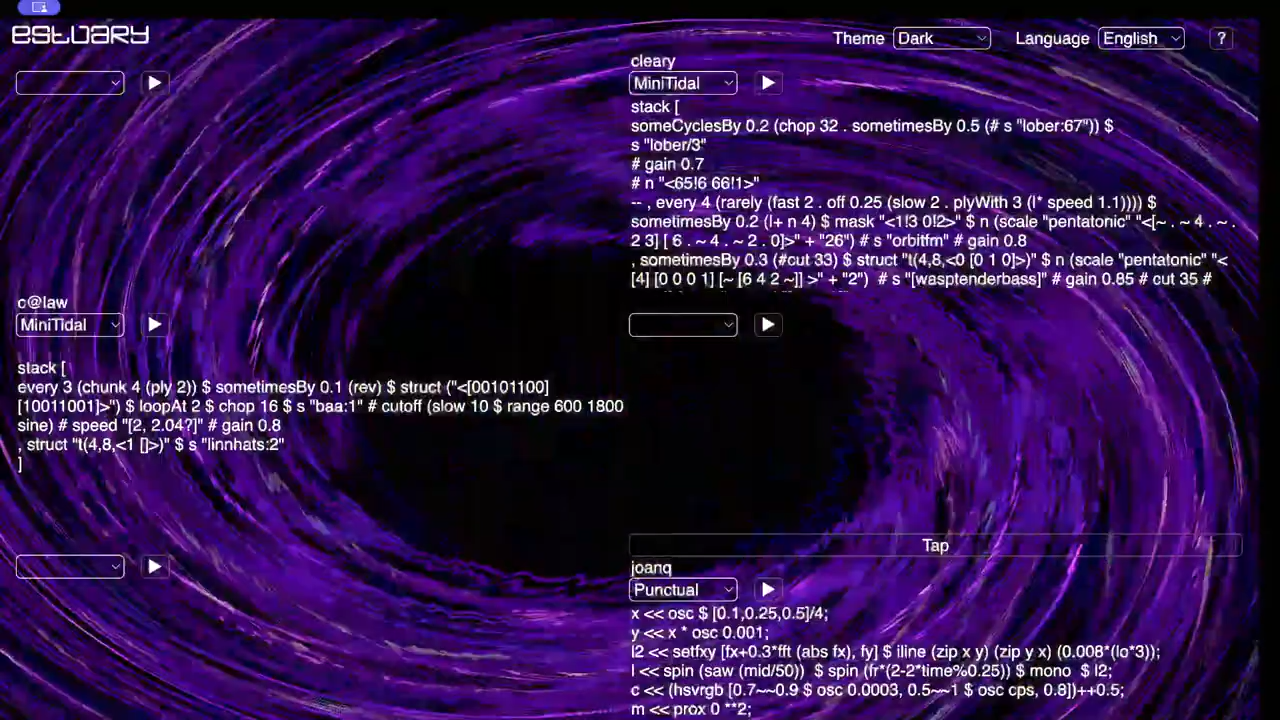 estuary
Theme Dark Language English ?
cleary
MiniTidal
stack [
someCyclesBy 0.2 (chop 32 . sometimesBy 0.5 (# s "lober:67")) $
s "lober/3"
# gain 0.7
# n "<65!6 66!1>"
-- , every 4 (rarely (fast 2 . off 0.25 (slow 2 . plyWith 3 (|* speed 1.1)))) $
sometimesBy 0.2 (|+ n 4) $ mask "<1!3 0!2>" $ n (scale "pentatonic" "<[~ . ~ 4 . ~ .
2 3] [ 6 . ~ 4 . ~ 2 . 0]>" + "26") # s "orbitfm" # gain 0.8
, sometimesBy 0.3 (#cut 33) $ struct "t(4,8,<0 [0 1 0]>)" $ n (scale "pentatonic" "<
[4] [0 0 0 1] [~ [6 4 2 ~]] >" + "2") # s "[wasptenderbass]" # gain 0.85 # cut 35 #
c@law
MiniTidal
stack [
every 3 (chunk 4 (ply 2)) $ sometimesBy 0.1 (rev) $ struct ("<[00101100]
[10011001]>") $ loopAt 2 $ chop 16 $ s "baa:1" # cutoff (slow 10 $ range 600 1800
sine) # speed "[2, 2.04?]" # gain 0.8
, struct "t(4,8,<1 []>)" $ s "linnhats:2"
]
Tap
joanq
Punctual
x << osc $ [0.1,0.25,0.5]/4;
y << x * osc 0.001;
l2 << setfxy [fx+0.3*fft (abs fx), fy] $ iline (zip x y) (zip y x) (0.008*(lo*3));
l << spin (saw (mid/50)) $ spin (fr*(2-2*time%0.25)) $ mono $ l2;
c << (hsvrgb [0.7~~0.9 $ osc 0.0003, 0.5~~1 $ osc cps, 0.8])++0.5;
m << prox 0 **2;